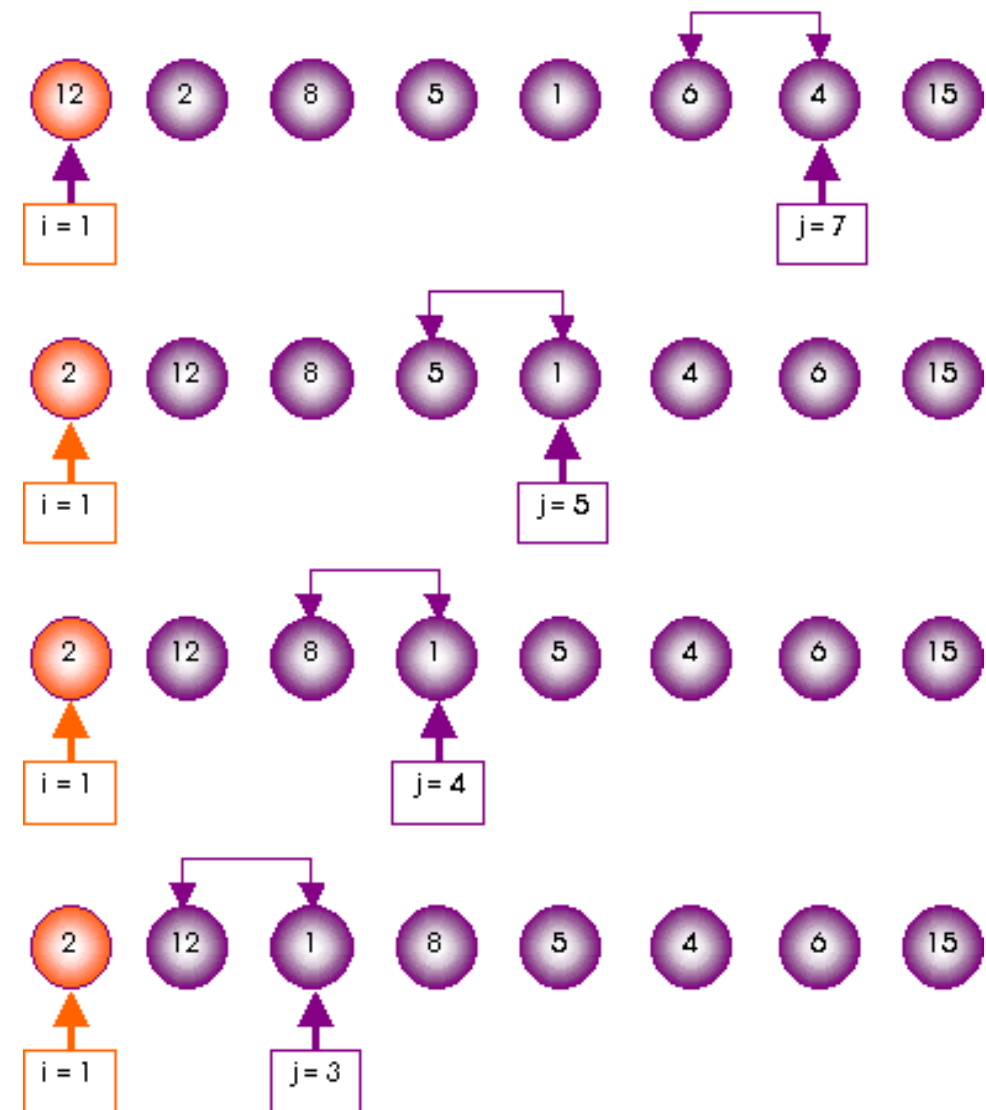 12 2 8 5 1 6 4 15
i = 1 j= 7
2 12 8 5 1 4 6 15
i = 1 j= 5
2 12 8 1 5 4 6 15
i = 1 j= 4
2 12 1 8 5 4 6 15
i = 1 j= 3